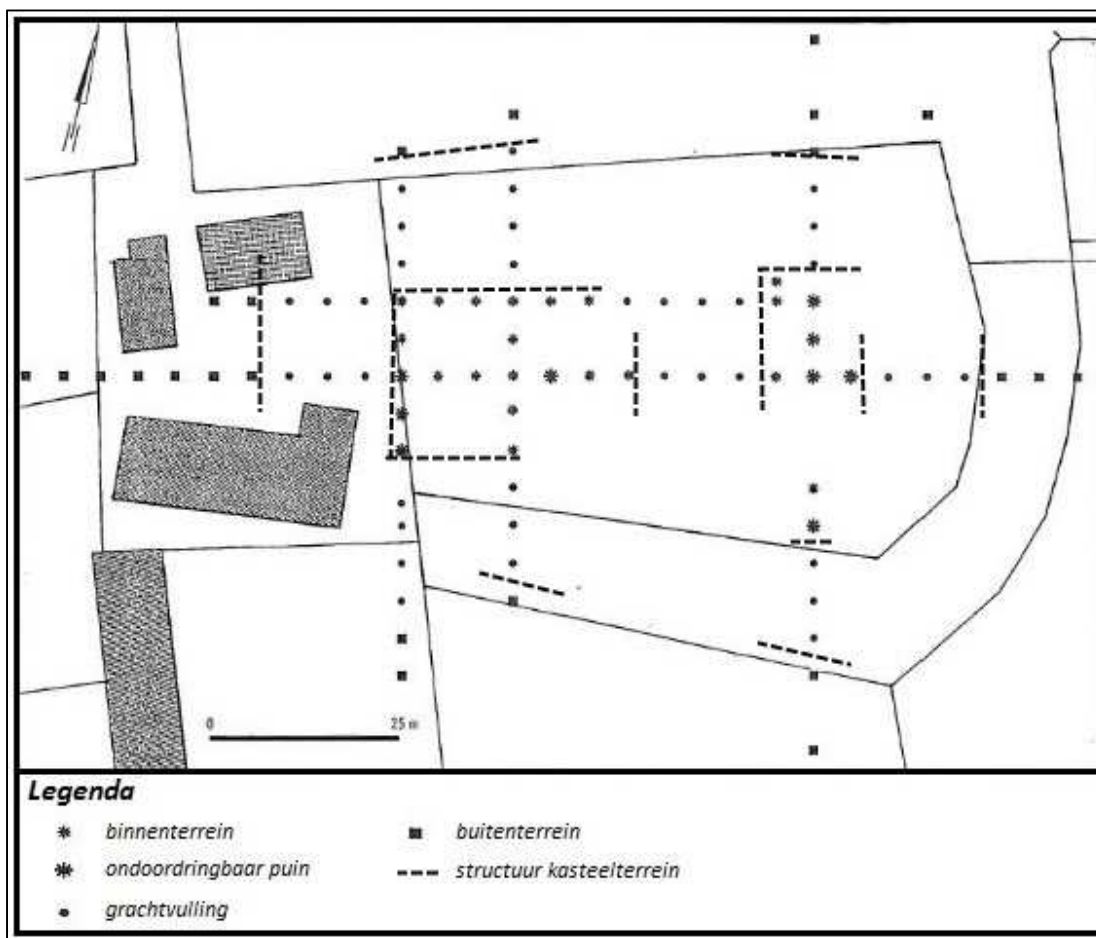 0 25 m
Legenda
binnenterrein
buitenterrein
ondoordringbaar puin
structuur kasteelterrein
grachtvulling